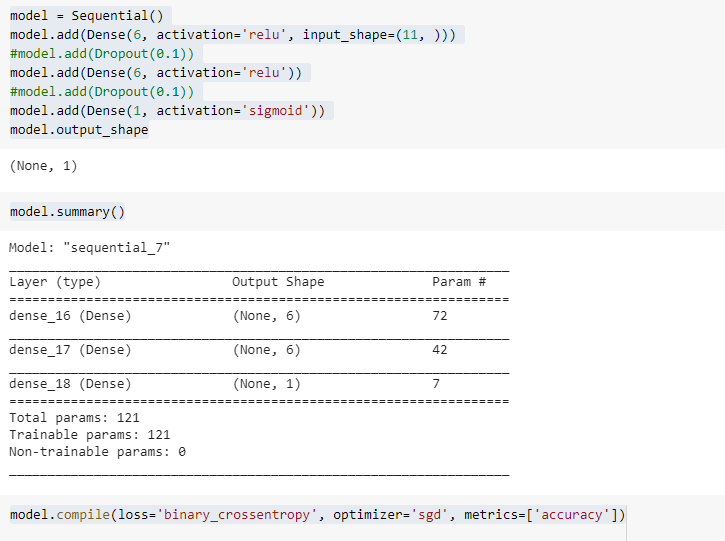 model = Sequential()
model.add(Dense(6, activation='relu', input_shape=(11, )))
#model.add(Dropout(0.1))
model.add(Dense(6, activation='relu'))
#model.add(Dropout(0.1))
model.add(Dense(1, activation='sigmoid'))
model.output_shape
(None, 1)
model.summary()
Model: "sequential_7"
_________________________________________________________________
Layer (type) Output Shape Param #
=================================================================
dense_16 (Dense) (None, 6) 72
_________________________________________________________________
dense_17 (Dense) (None, 6) 42
_________________________________________________________________
dense_18 (Dense) (None, 1) 7
=================================================================
Total params: 121
Trainable params: 121
Non-trainable params: 0
_________________________________________________________________
model.compile(loss='binary_crossentropy', optimizer='sgd', metrics=['accuracy'])